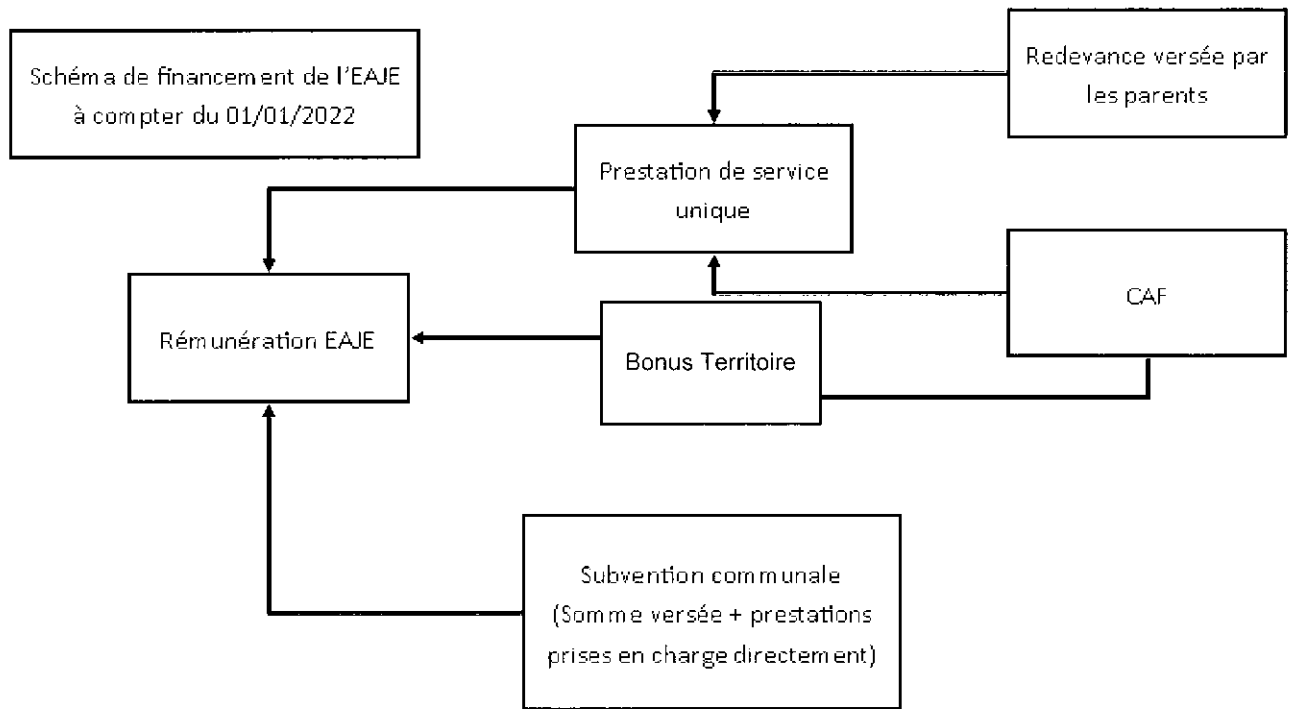 Schéma de financement de l'EAJE
à compter du 01/01/2022
Redevance versée par
les parents
Prestation de service
unique
CAF
Rémunération EAJE
Bonus Territoire
Subvention communale
(Somme versée + prestations
prises en charge directement)